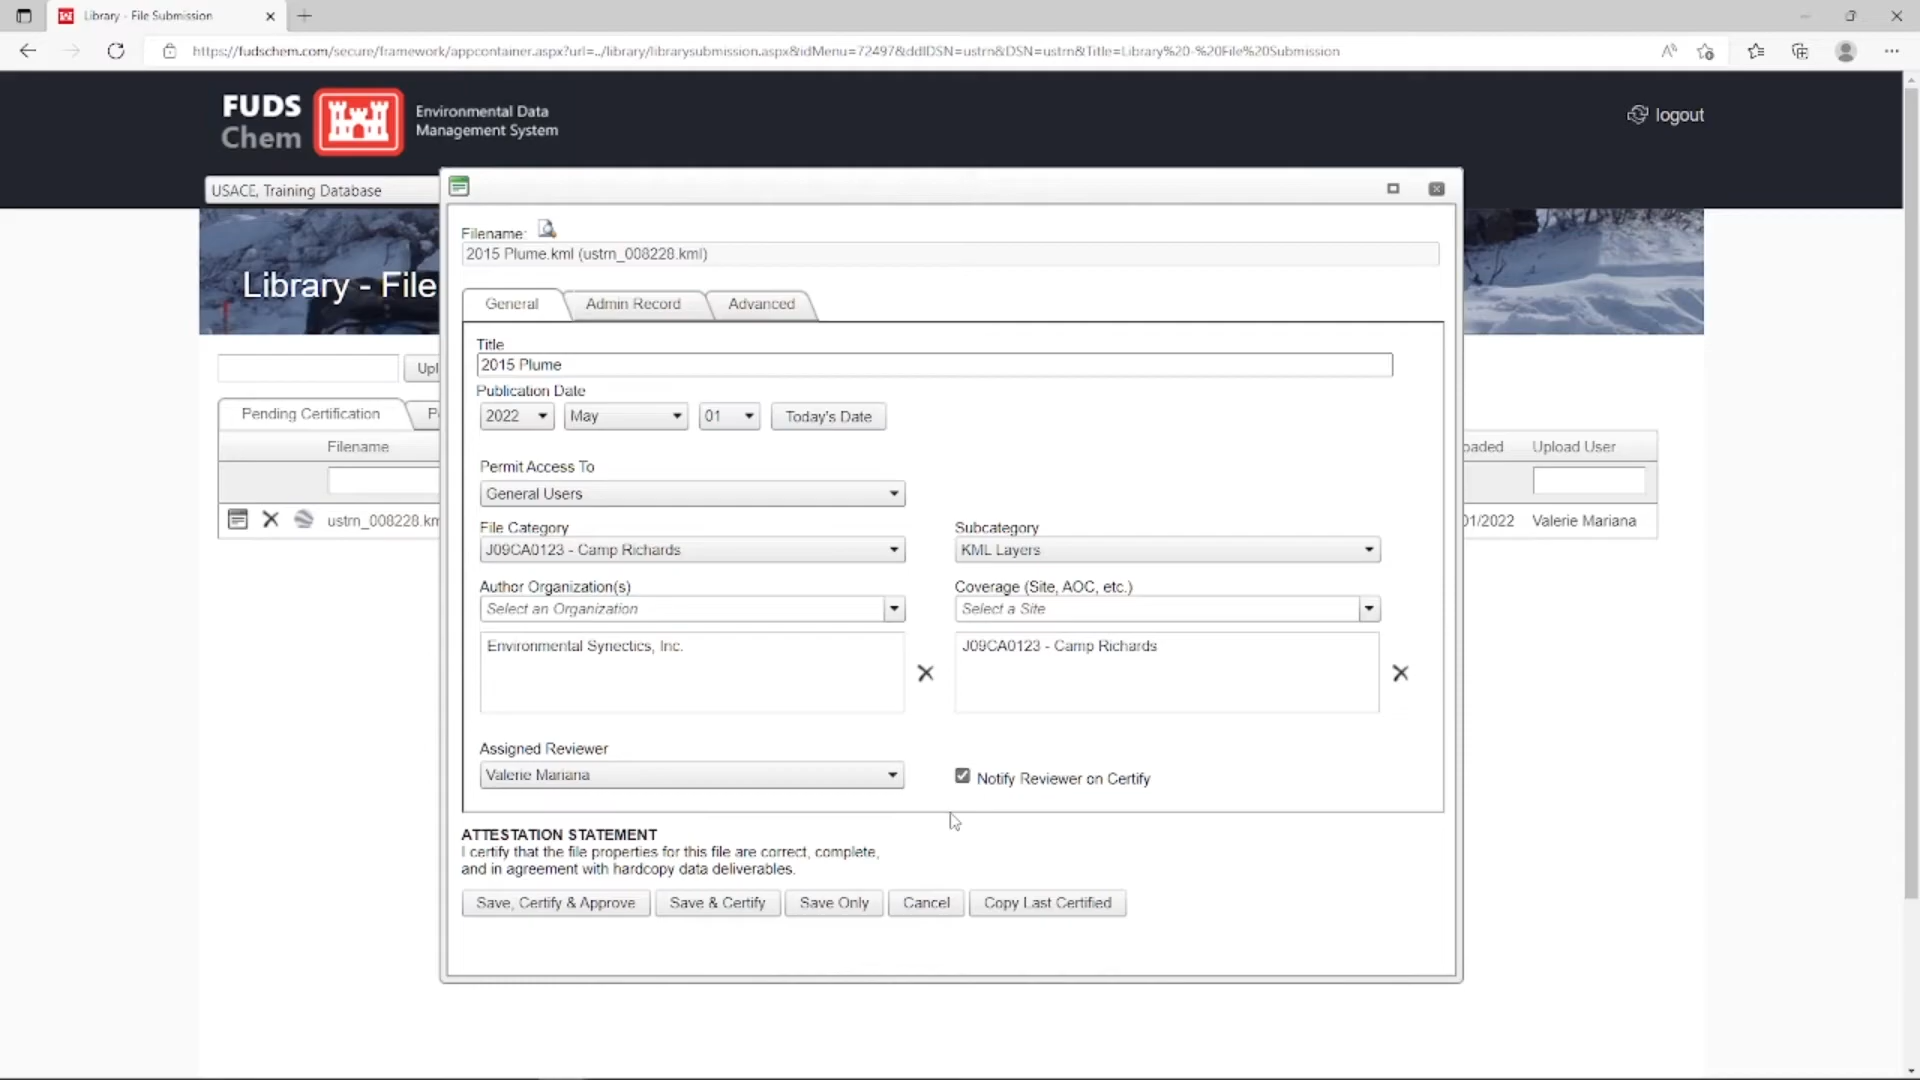 Library - File Submission
https://fudschem.com/secure/framework/appcontainer.aspx?url=../library/librarysubmission.aspx&idMenu=72497&ddlDSN=ustrn&DSN=ustrn&Title=Library%20-%20File%20Submission
FUDS
Chem
Environmental Data
Management System
logout
USACE, Training Database
Library - File
Upl
Pending Certification
P
Filename
ustrn_008228.km
oaded
Upload User
01/2022
Valerie Mariana
Filename:
2015 Plume.kml (ustrn_008228.kml)
General
Admin Record
Advanced
Title
2015 Plume
Publication Date
2022
May
01
Today's Date
Permit Access To
General Users
File Category
Subcategory
J09CA0123 - Camp Richards
KML Layers
Author Organization(s)
Coverage (Site, AOC, etc.)
Select an Organization
Select a Site
Environmental Synectics, Inc.
J09CA0123 - Camp Richards
Assigned Reviewer
Valerie Mariana
Notify Reviewer on Certify
ATTESTATION STATEMENT
I certify that the file properties for this file are correct, complete,
and in agreement with hardcopy data deliverables.
Save, Certify & Approve
Save & Certify
Save Only
Cancel
Copy Last Certified